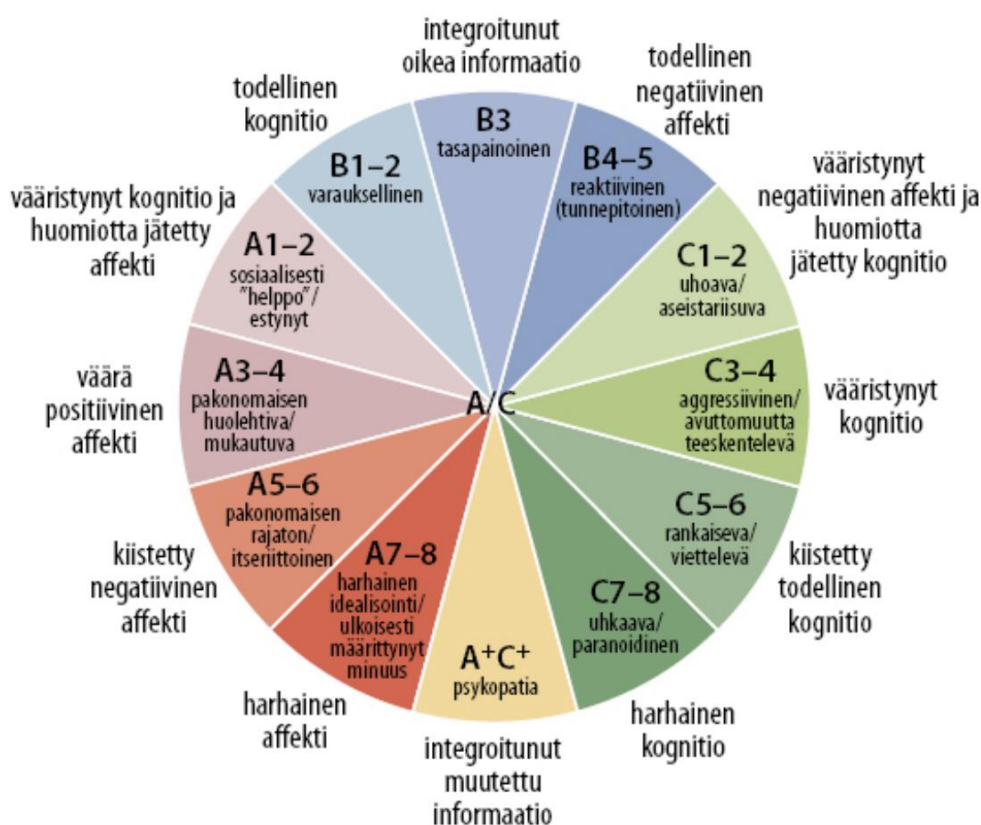 integroitunut
oikea informaatio
todellinen
negatiivinen
affekti
todellinen
kognitio
B3
tasapainoinen
B1–2
varauksellinen
B4–5
reaktiivinen
(tunnepitoinen)
vääristynyt
negatiivinen affekti ja
huomiotta
jätetty kognitio
vääristynyt kognitio ja
huomiotta jätetty
affekti
A1–2
sosiaalisesti
"helppo"/
estynyt
C1–2
uhoava/
aseistariisuva
väärä
positiivinen
affekti
A3–4
pakonomaisen
huolehtiva/
mukautuva
A/C
C3–4
aggressiivinen/
avuttomuutta
teeskentelevä
vääristynyt
kognitio
A5–6
pakonomaisen
rajaton/
itseriittoinen
C5–6
rankaiseva/
viettelevä
kiistetty
negatiivinen
affekti
A7–8
harhainen
idealisointi/
ulkoisesti
määrittynyt
minuus
C7–8
uhkaava/
paranoidinen
kiistetty
todellinen
kognitio
A⁺C⁺
psykopatia
harhainen
affekti
harhainen
kognitio
integroitunut
muutettu
informaatio